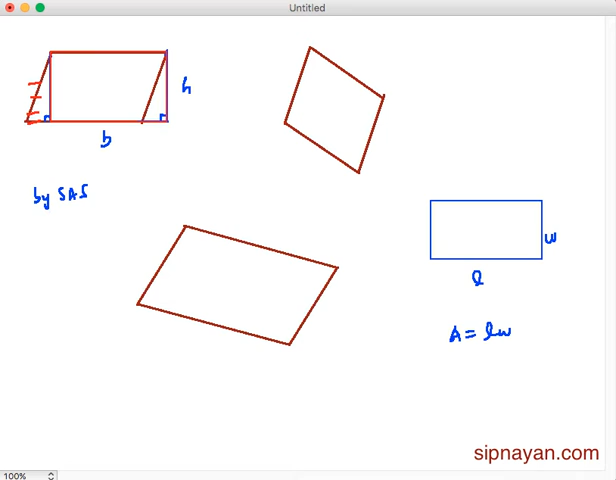 Untitled
h
b
by SAS
w
l
A = lw
sipnayan.com
100%